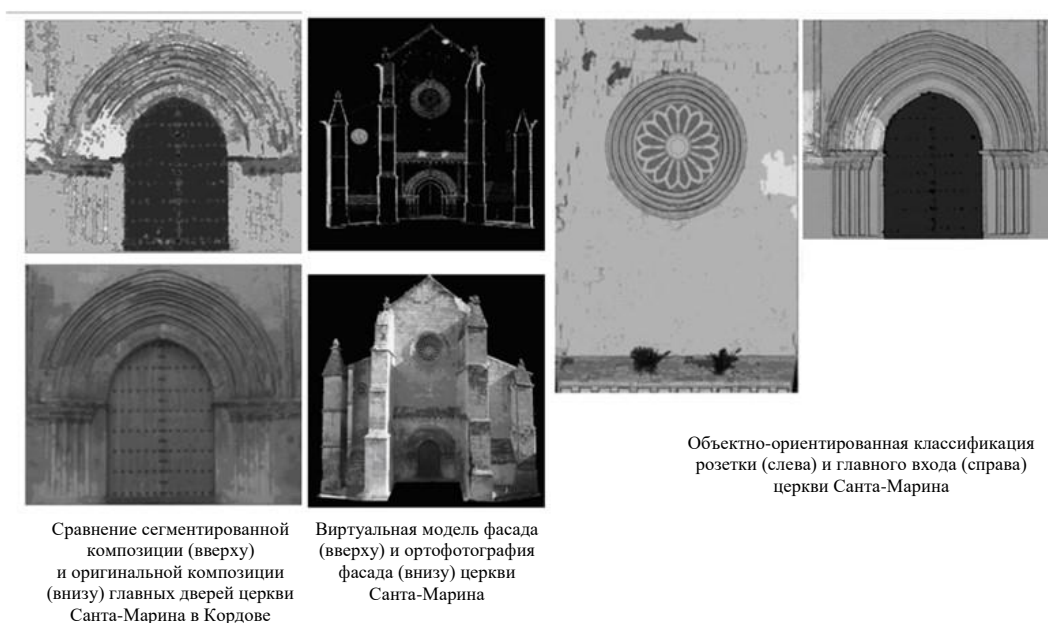 Сравнение сегментированной
композиции (вверху)
и оригинальной композиции
(внизу) главных дверей церкви
Санта-Марина в Кордове
Виртуальная модель фасада
(вверху) и ортофотография
фасада (внизу) церкви
Санта-Марина
Объектно-ориентированная классификация
розетки (слева) и главного входа (справа)
церкви Санта-Марина